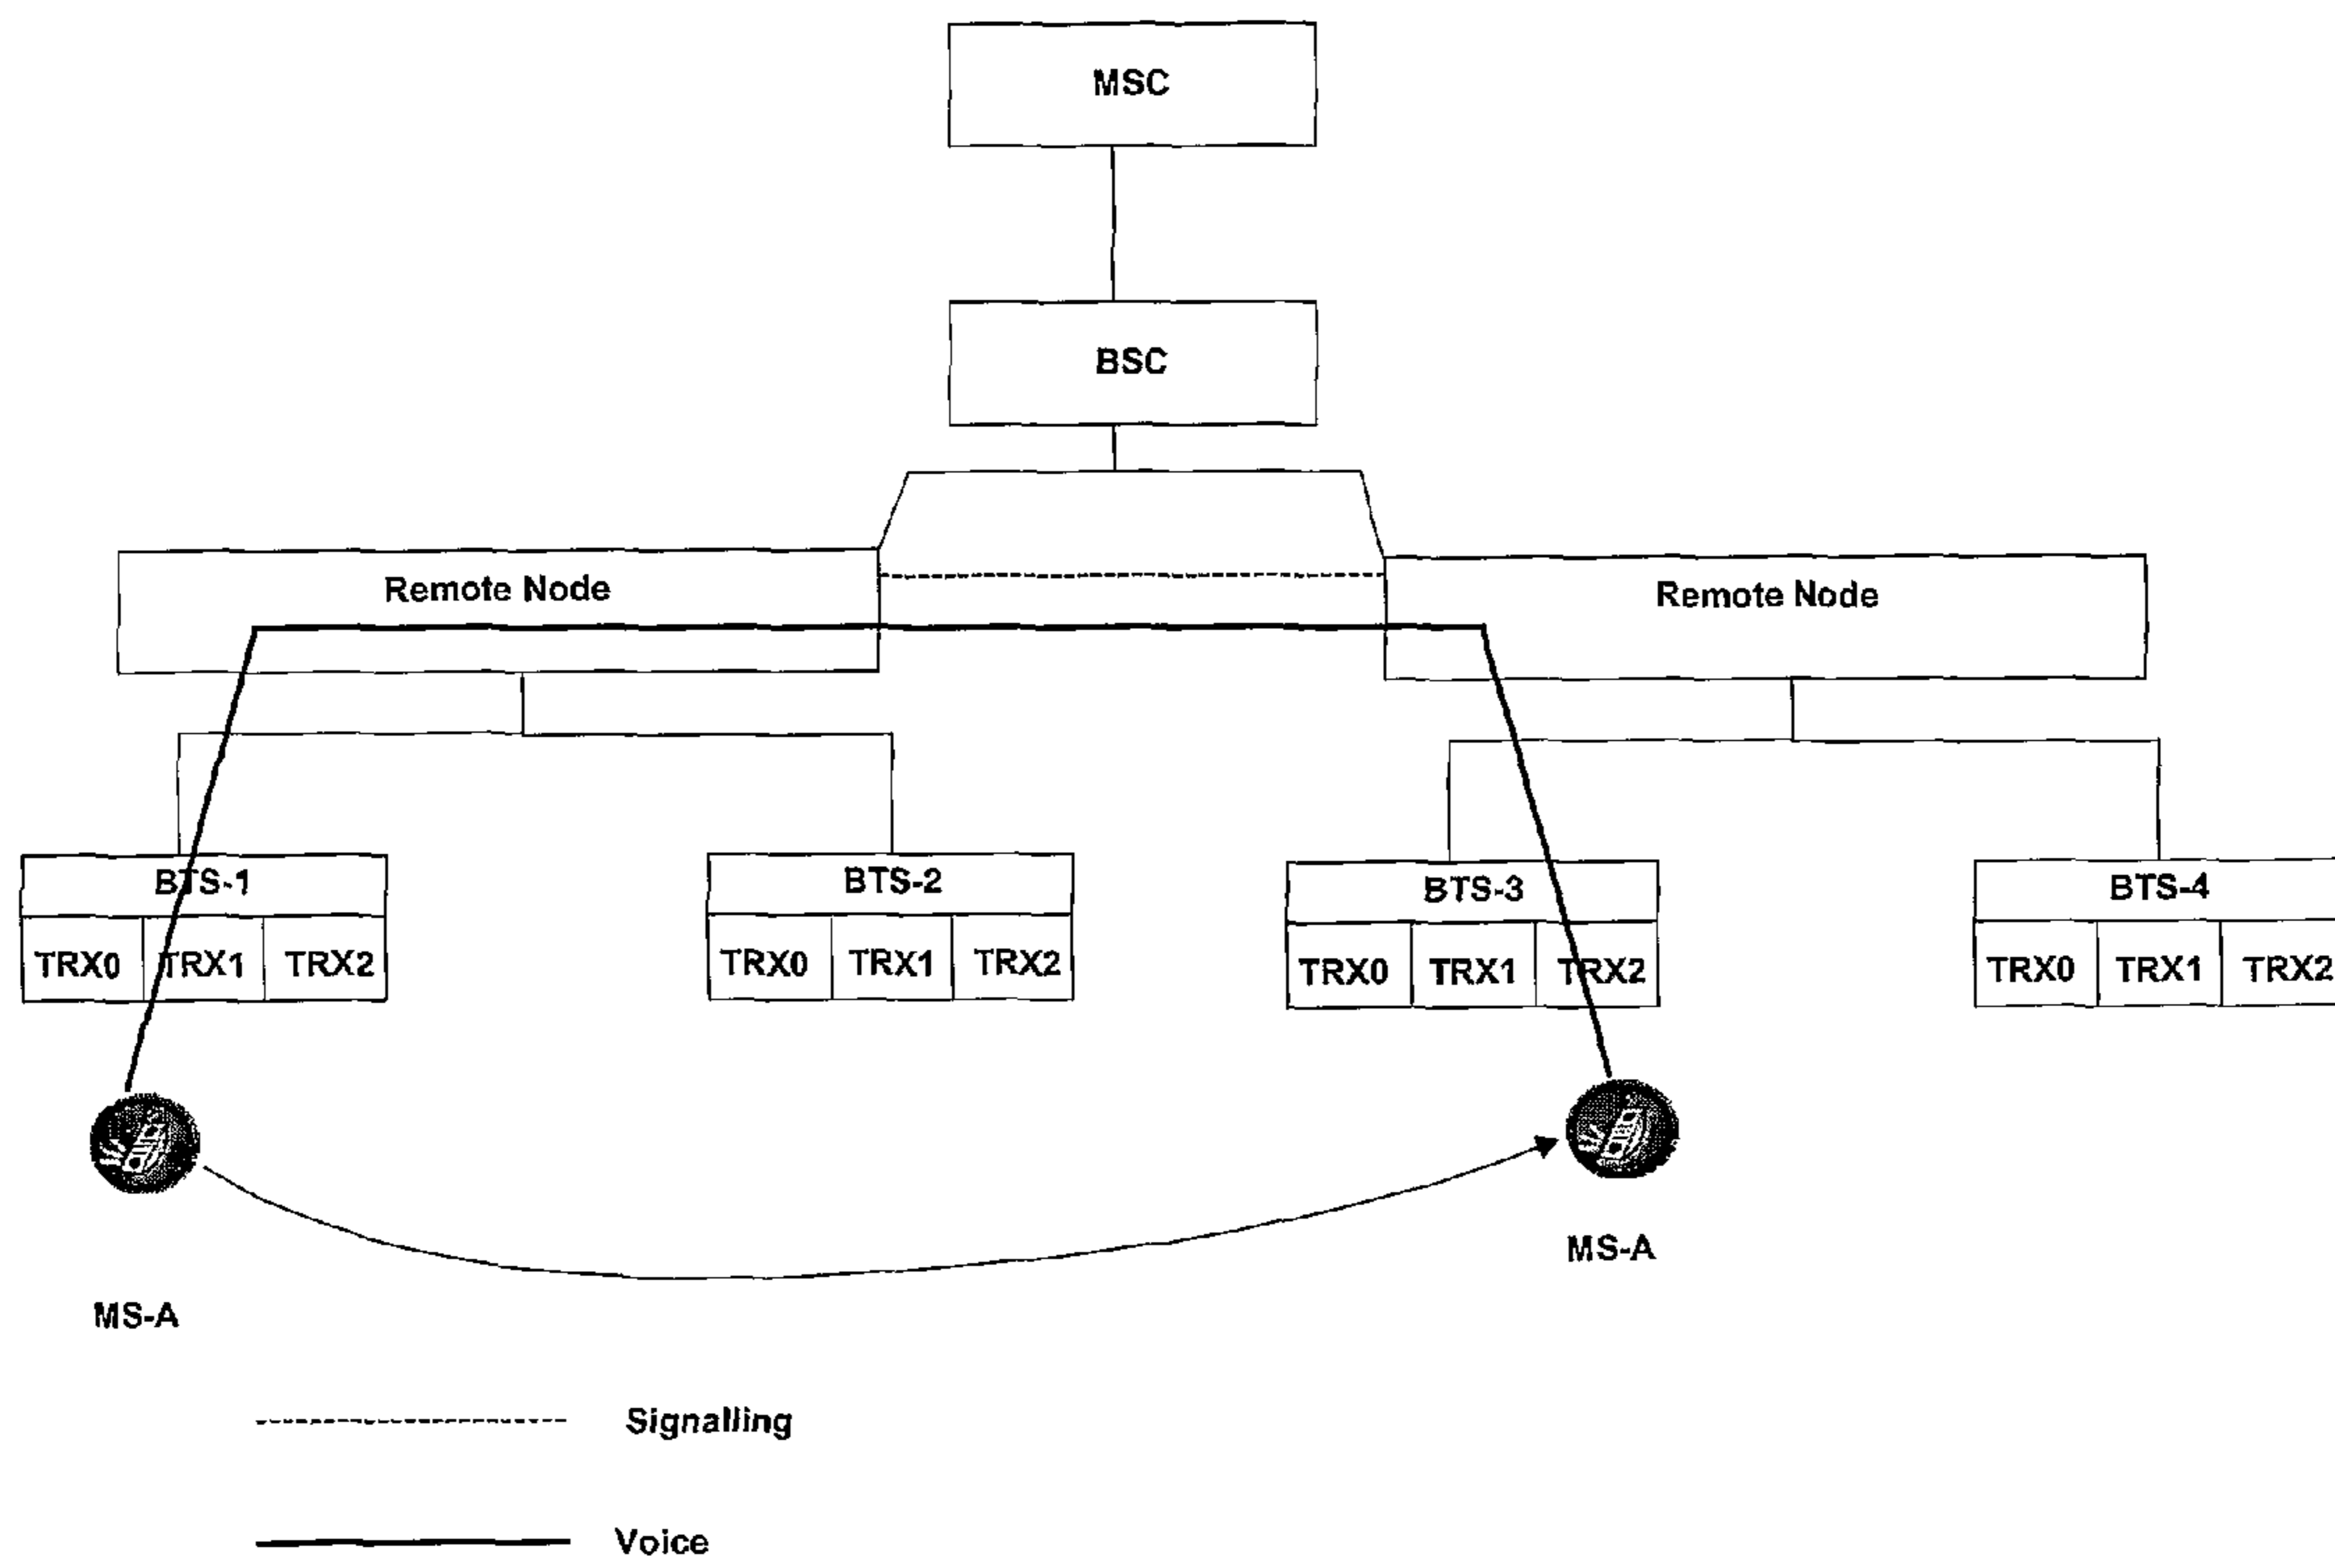 MSC
BSC
Remote Node
Remote Node
BTS-1
BTS-2
BTS-3
BTS-4
TRX0 TRX1 TRX2
TRX0 TRX1 TRX2
TRX0 TRX1 TRX2
TRX0 TRX1 TRX2
MS-A
MS-A
Signalling
Voice